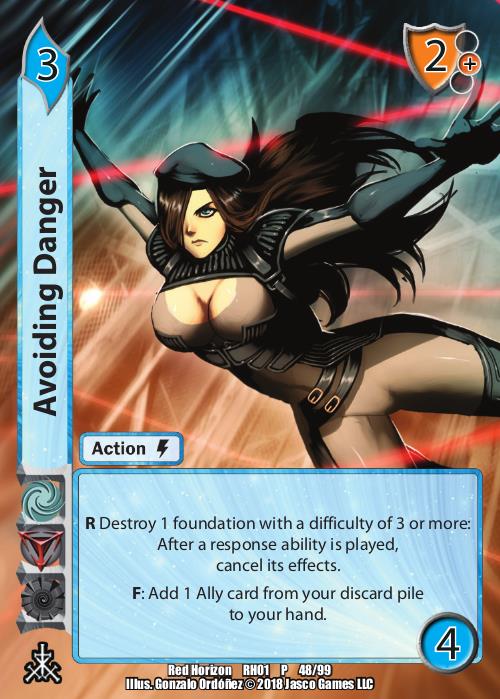 3
2
+
Avoiding Danger
Action
R Destroy 1 foundation with a difficulty of 3 or more:
After a response ability is played,
cancel its effects.
F: Add 1 Ally card from your discard pile
to your hand.
4
Red Horizon RH01 P 48/99
Illus. Gonzalo Ordóñez © 2018 Jasco Games LLC